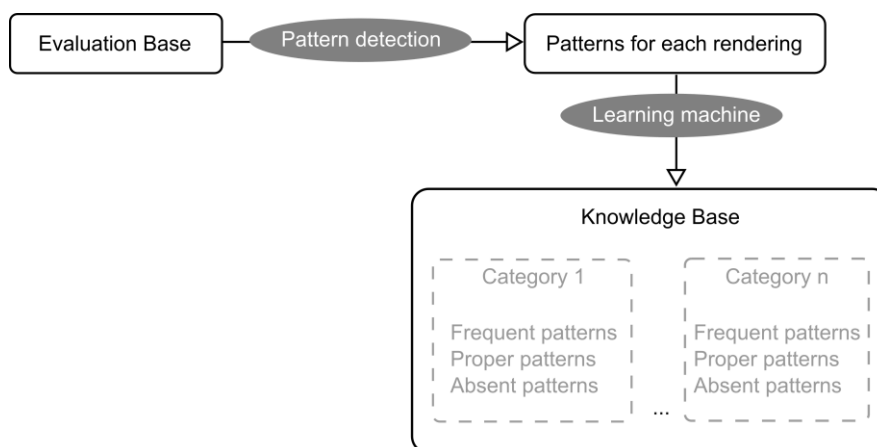 Evaluation Base
Pattern detection
Patterns for each rendering
Learning machine
Knowledge Base
Category 1
Frequent patterns
Proper patterns
Absent patterns
...
Category n
Frequent patterns
Proper patterns
Absent patterns